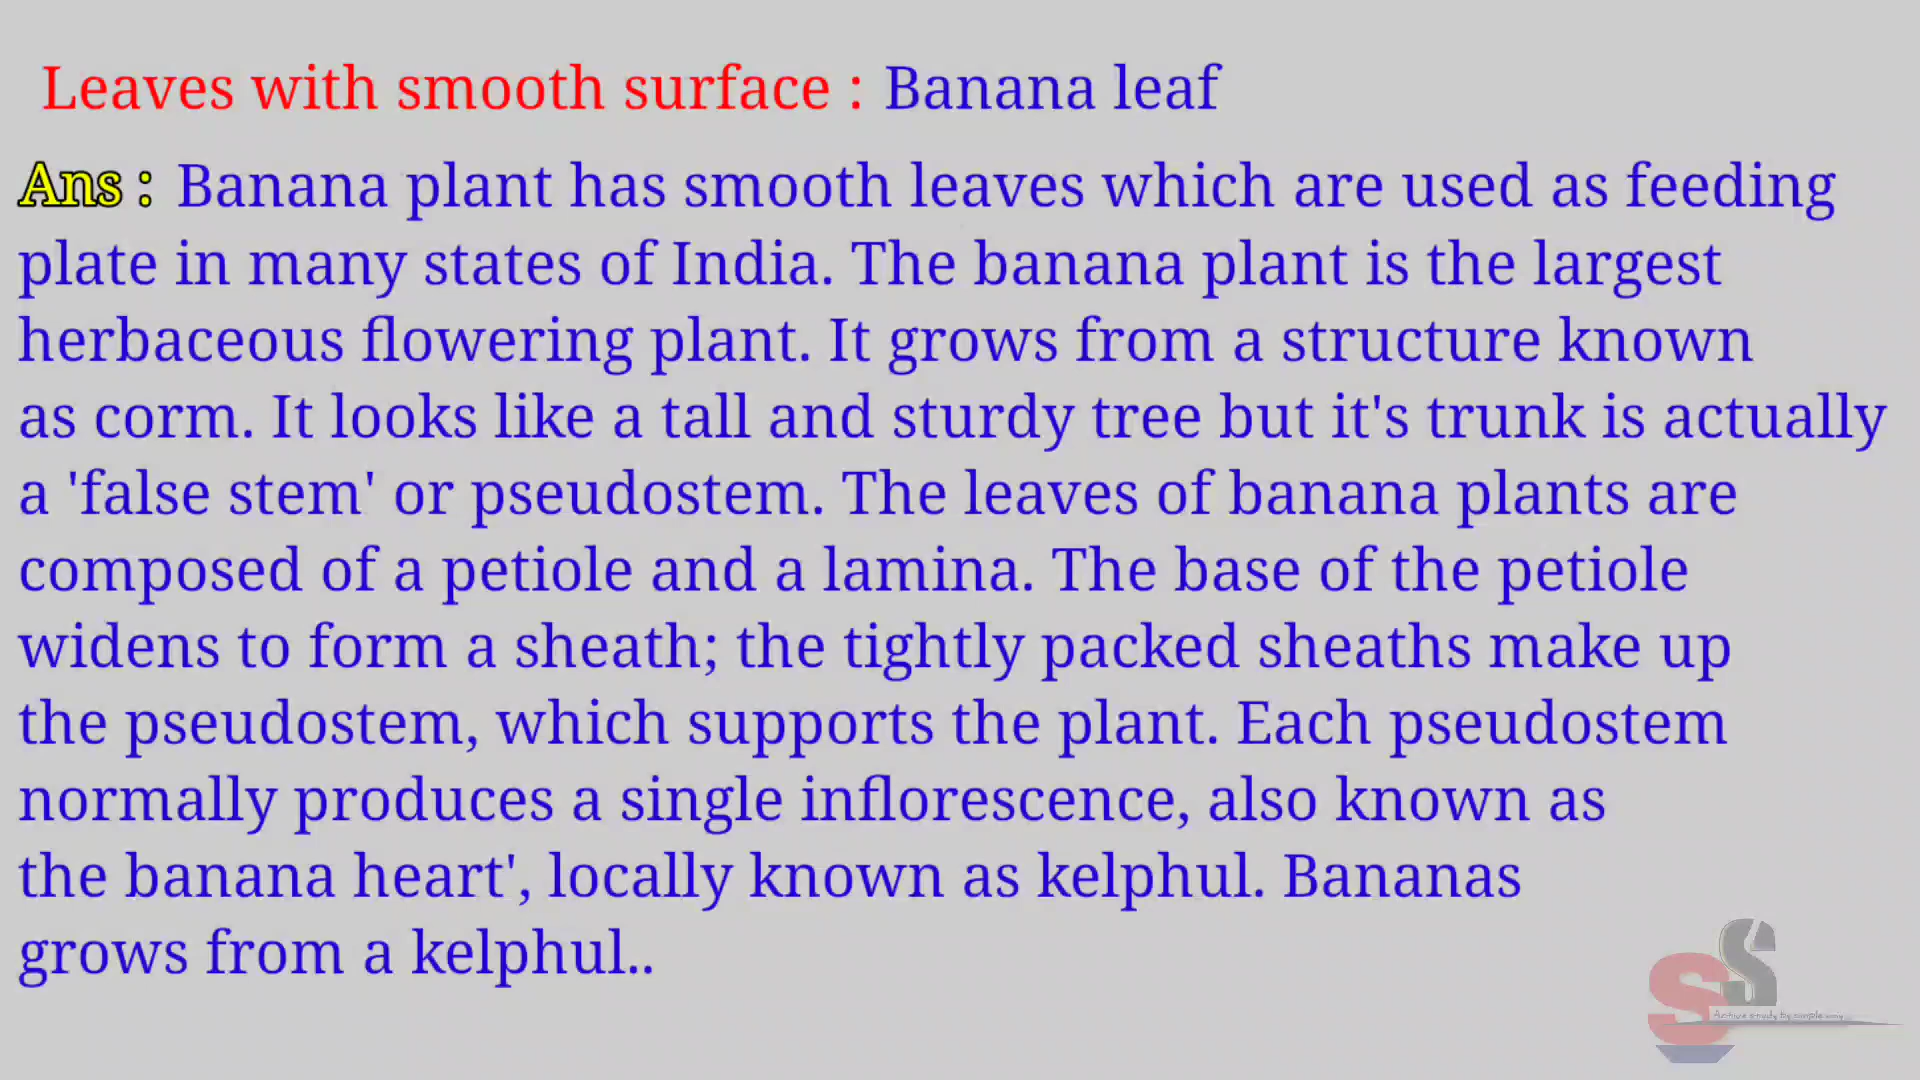 Leaves with smooth surface : Banana leaf
Ans : Banana plant has smooth leaves which are used as feeding
plate in many states of India. The banana plant is the largest
herbaceous flowering plant. It grows from a structure known
as corm. It looks like a tall and sturdy tree but it's trunk is actually
a 'false stem' or pseudostem. The leaves of banana plants are
composed of a petiole and a lamina. The base of the petiole
widens to form a sheath; the tightly packed sheaths make up
the pseudostem, which supports the plant. Each pseudostem
normally produces a single inflorescence, also known as
the banana heart', locally known as kelphul. Bananas
grows from a kelphul..
SS
study by simple way